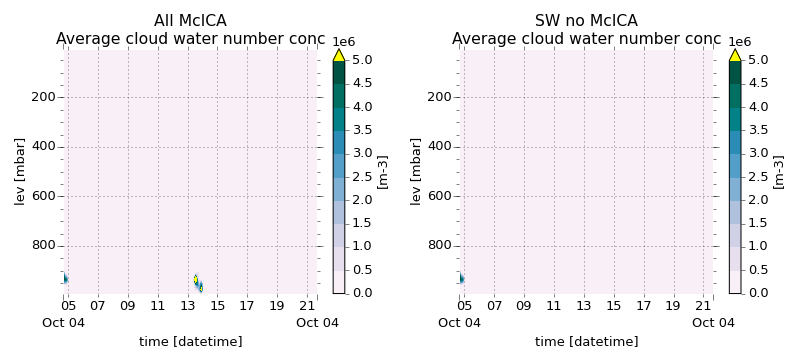 All McICA
Average cloud water number conc
1e6
5.0
4.5
4.0
3.5
3.0
2.5
2.0
1.5
1.0
0.5
0.0
[m-3]
200
400
600
800
lev [mbar]
05 07 09 11 13 15 17 19 21
Oct 04 Oct 04
time [datetime]
SW no McICA
Average cloud water number conc
1e6
5.0
4.5
4.0
3.5
3.0
2.5
2.0
1.5
1.0
0.5
0.0
[m-3]
200
400
600
800
lev [mbar]
05 07 09 11 13 15 17 19 21
Oct 04 Oct 04
time [datetime]